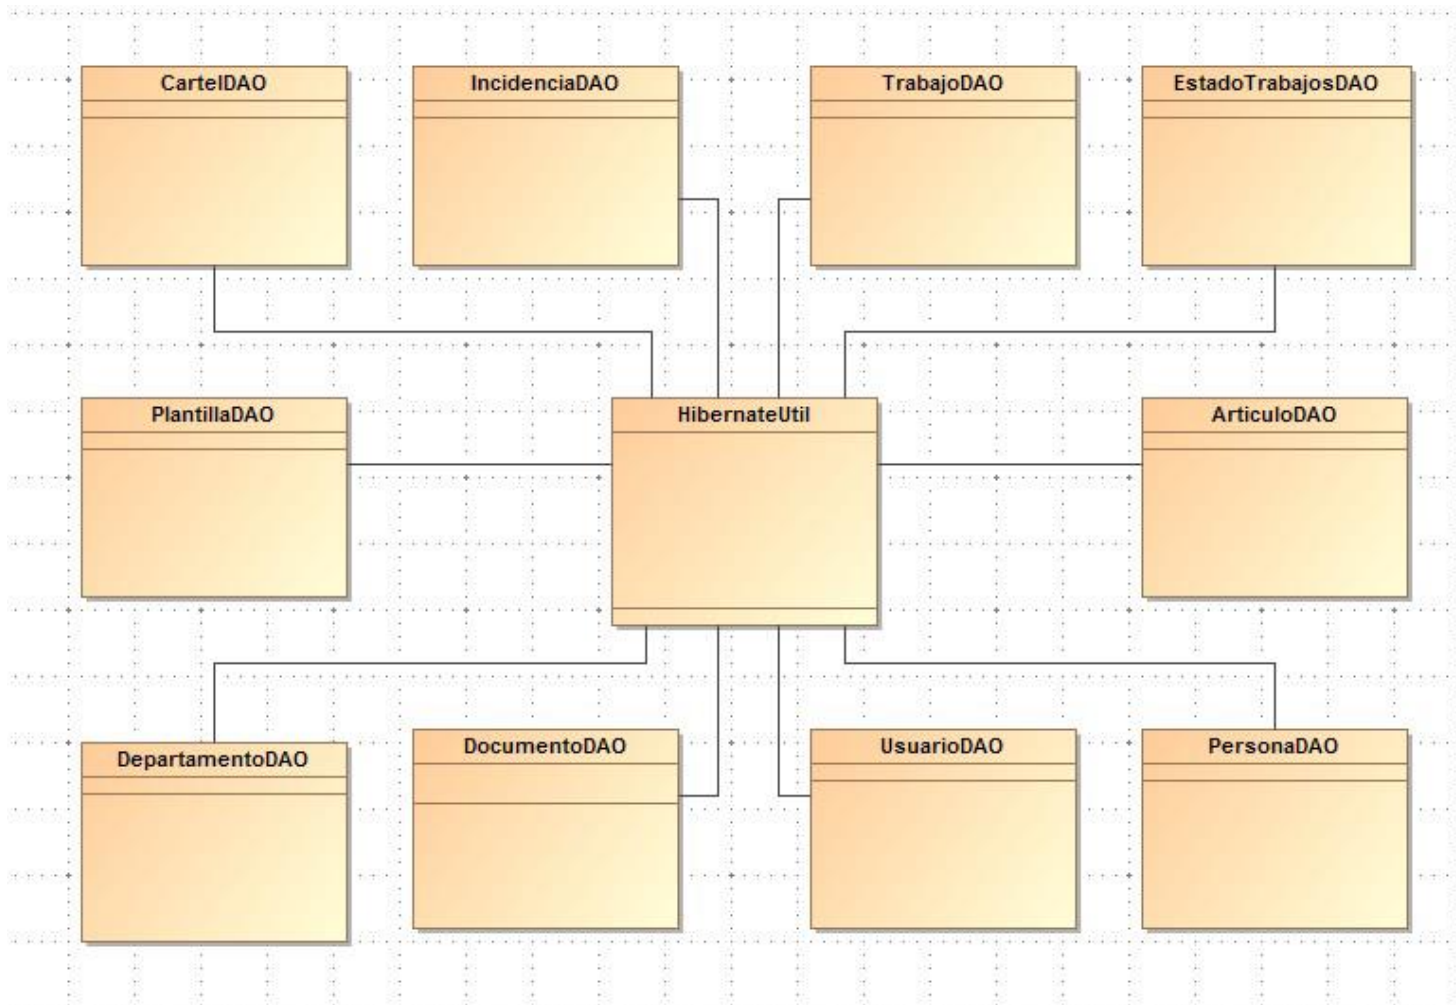 CartelDAO
IncidenciaDAO
TrabajoDAO
EstadoTrabajosDAO
PlantillaDAO
HibernateUtil
ArticuloDAO
DepartamentoDAO
DocumentoDAO
UsuarioDAO
PersonaDAO